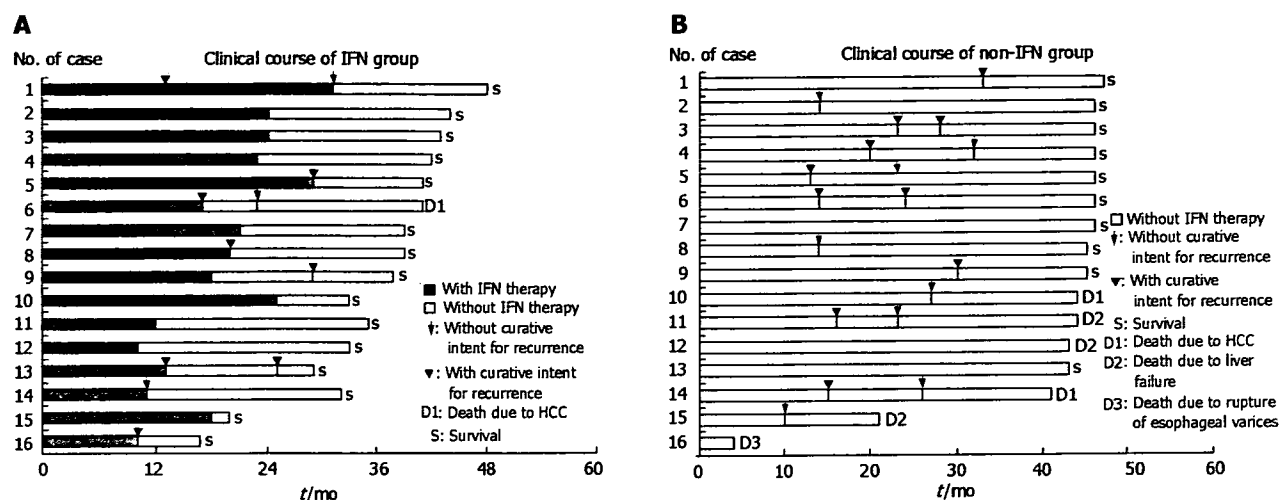 A
No. of case
Clinical course of IFN group
1
S
2
S
3
S
4
S
5
S
6
D1
7
S
8
S
9
S
10
S
11
S
12
S
13
S
14
S
15
S
16
S
0 12 24 36 48 60
t/mo
With IFN therapy
Without IFN therapy
: Without curative
intent for recurrence
: With curative intent
for recurrence
D1: Death due to HCC
S: Survival
B
No. of case
Clinical course of non-IFN group
1
S
2
S
3
S
4
S
5
S
6
S
7
S
8
S
9
S
10
D1
11
D2
12
D2
13
S
14
D1
15
D2
16
D3
0 10 20 30 40 50 60
t/mo
Without IFN therapy
: Without curative
intent for recurrence
: With curative
intent for recurrence
S: Survival
D1: Death due to HCC
D2: Death due to liver
failure
D3: Death due to rupture
of esophageal varices